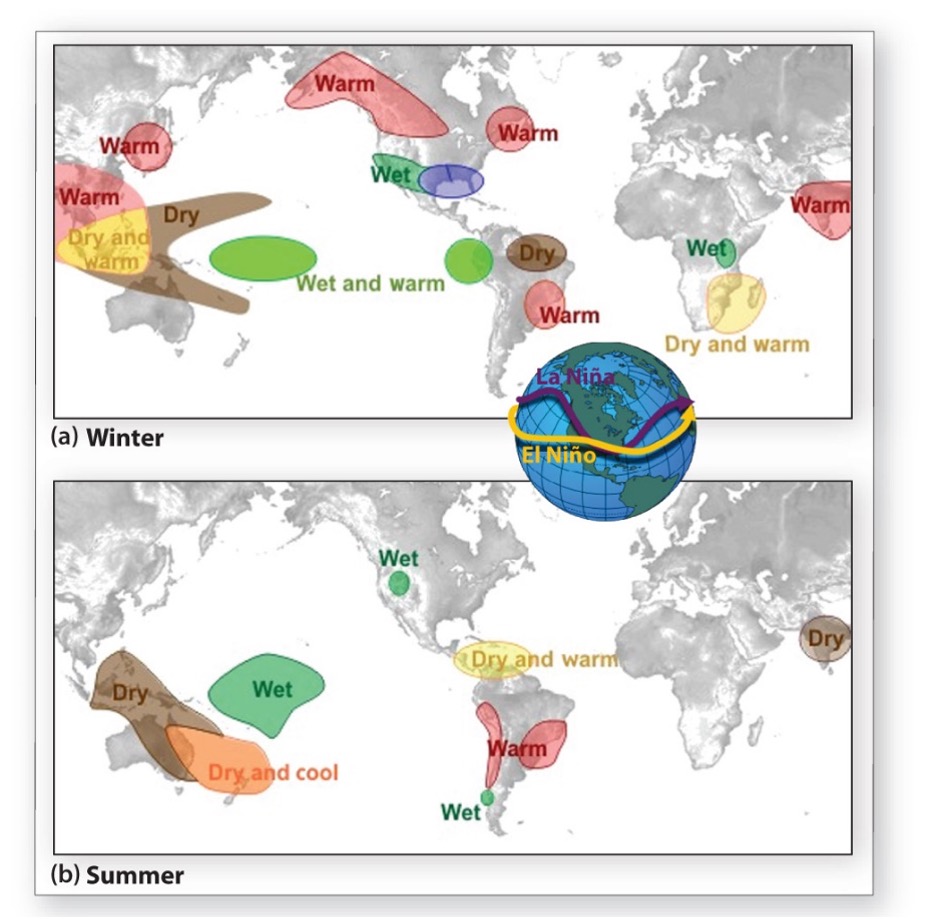 Warm
Warm
Warm
Warm
Wet
Warm
Dry
Dry and
warm
Wet
Dry
Wet and warm
Warm
Dry and warm
La Niña
(a) Winter
El Niño
Wet
Dry
Dry and warm
Dry
Wet
Warm
Dry and cool
Wet
(b) Summer